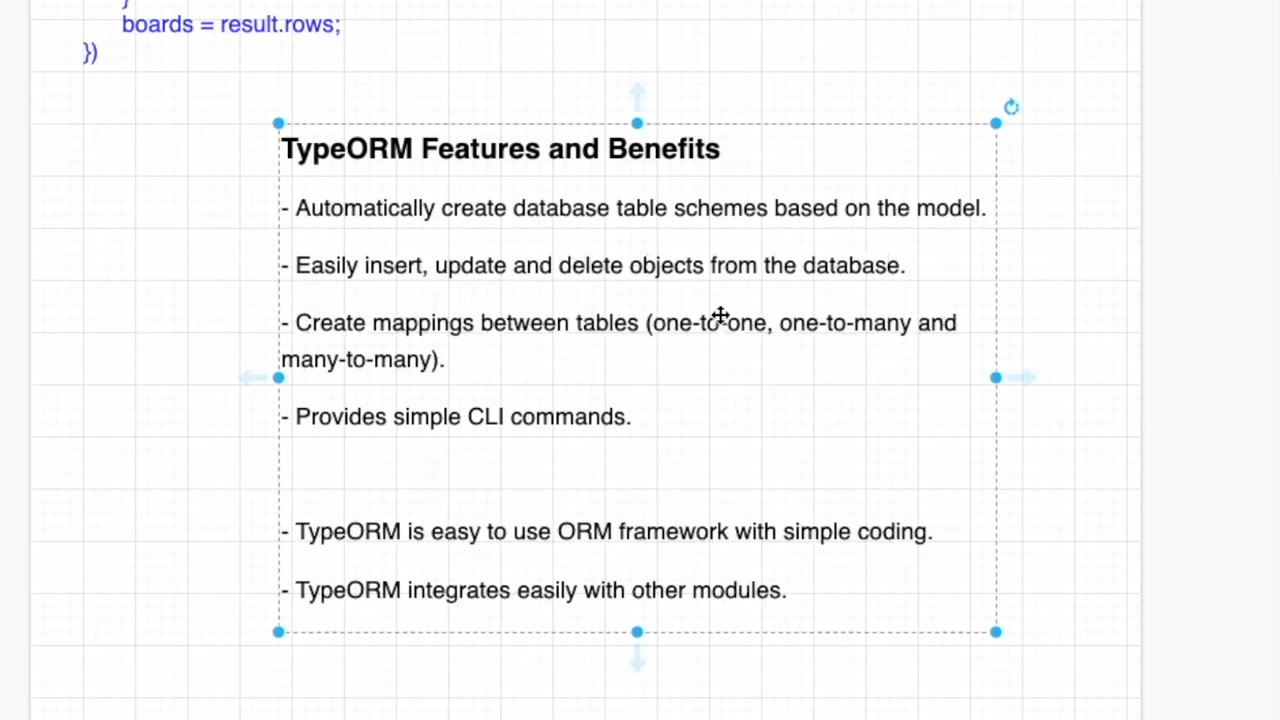 }
boards = result.rows;
})
TypeORM Features and Benefits
- Automatically create database table schemes based on the model.
- Easily insert, update and delete objects from the database.
- Create mappings between tables (one-to-one, one-to-many and
many-to-many).
- Provides simple CLI commands.
- TypeORM is easy to use ORM framework with simple coding.
- TypeORM integrates easily with other modules.